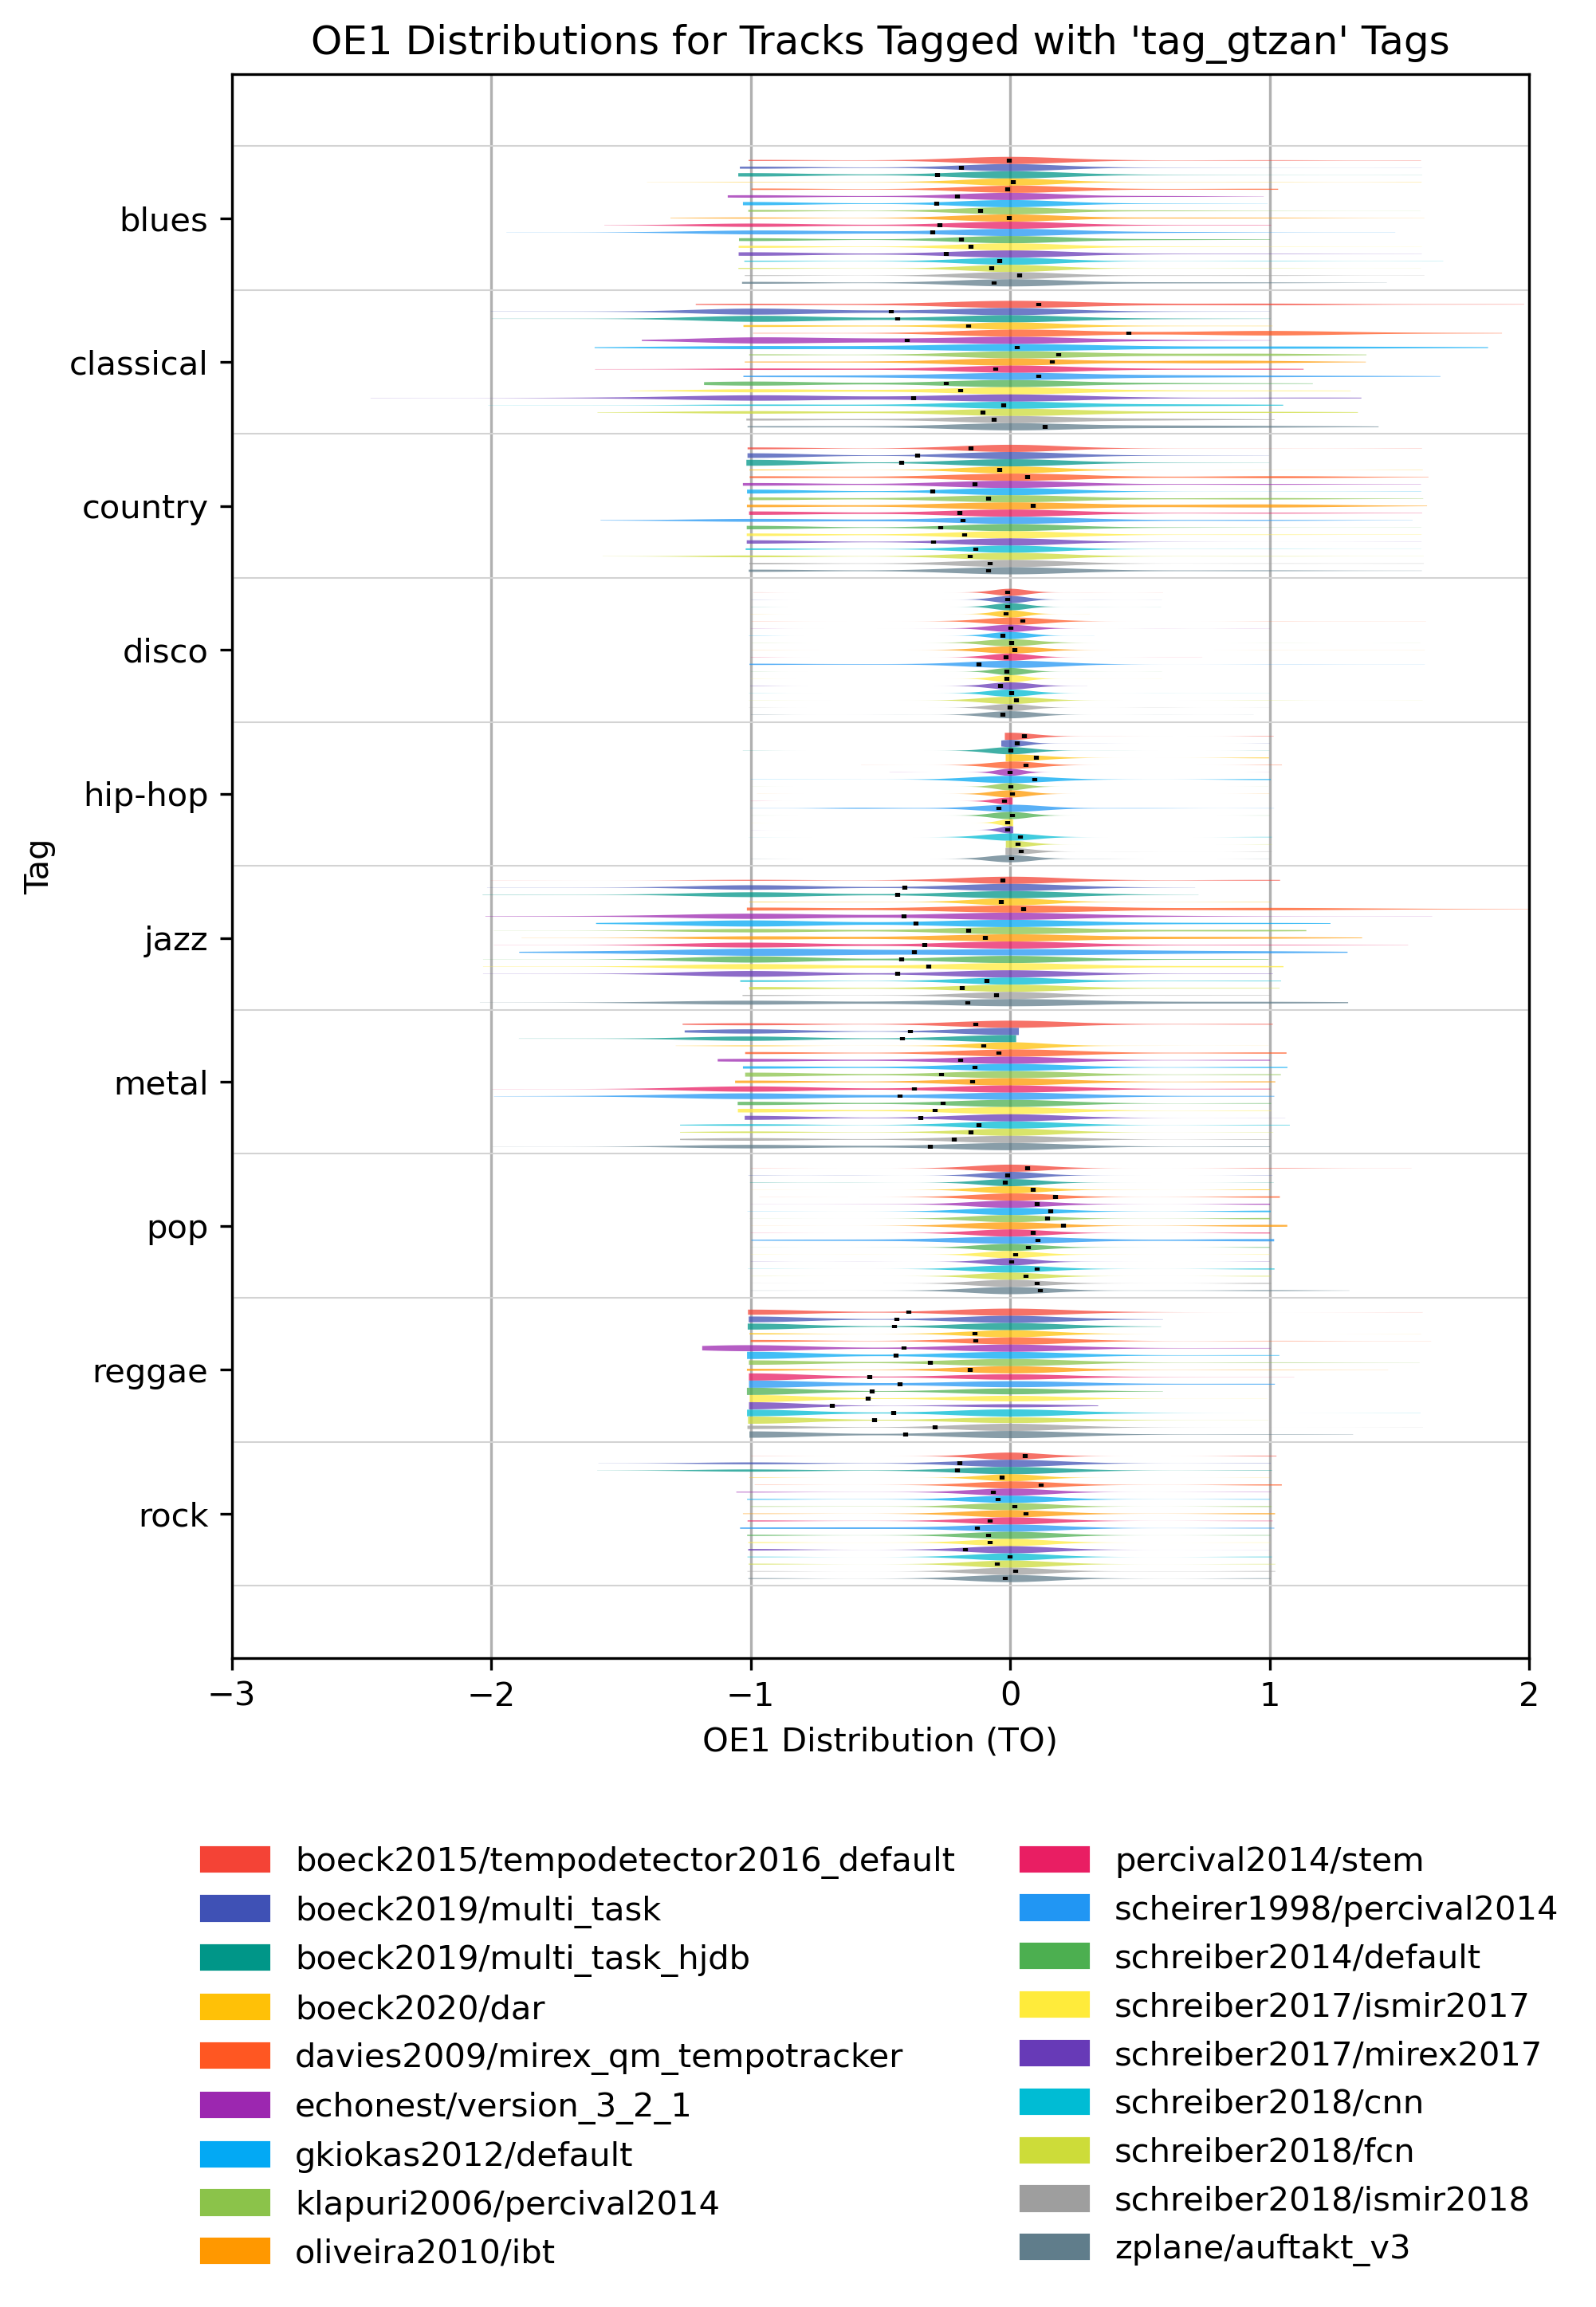 OE1 Distributions for Tracks Tagged with 'tag_gtzan' Tags
blues
classical
country
disco
hip-hop
jazz
metal
pop
reggae
rock
Tag
−3 −2 −1 0 1 2
OE1 Distribution (TO)
boeck2015/tempodetector2016_default
boeck2019/multi_task
boeck2019/multi_task_hjdb
boeck2020/dar
davies2009/mirex_qm_tempotracker
echonest/version_3_2_1
gkiokas2012/default
klapuri2006/percival2014
oliveira2010/ibt
percival2014/stem
scheirer1998/percival2014
schreiber2014/default
schreiber2017/ismir2017
schreiber2017/mirex2017
schreiber2018/cnn
schreiber2018/fcn
schreiber2018/ismir2018
zplane/auftakt_v3